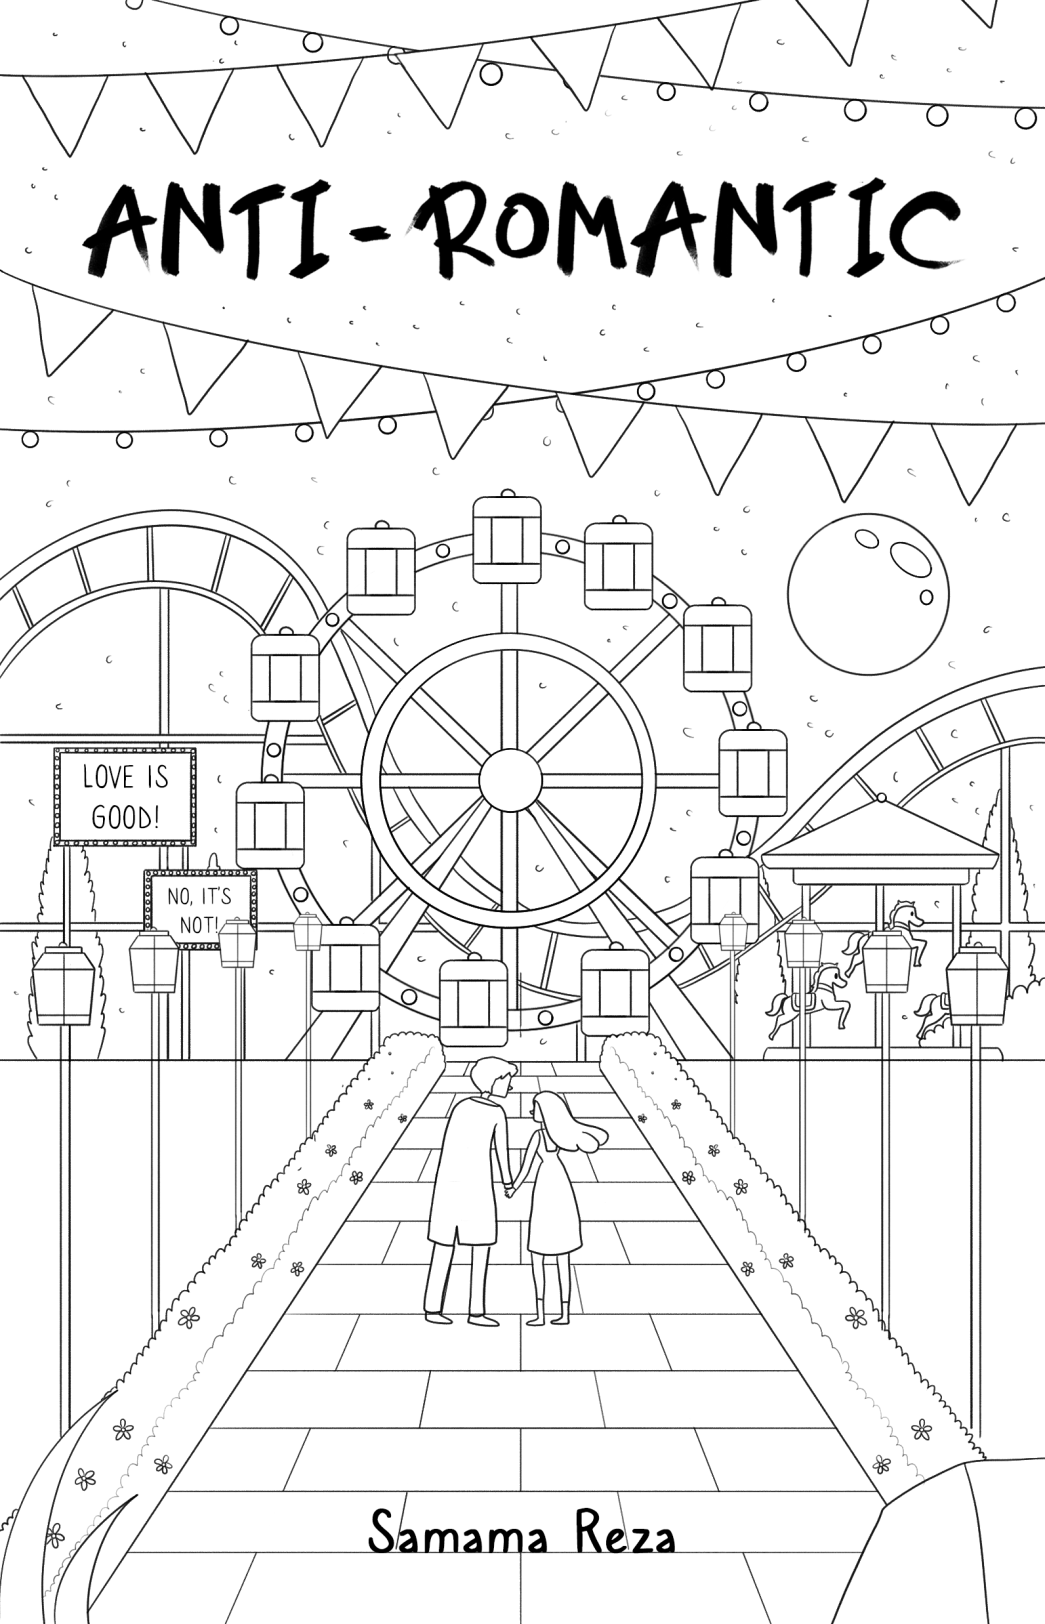 ANTI-ROMANTIC
LOVE IS
GOOD!
NO, IT'S
NOT!
Samama Reza